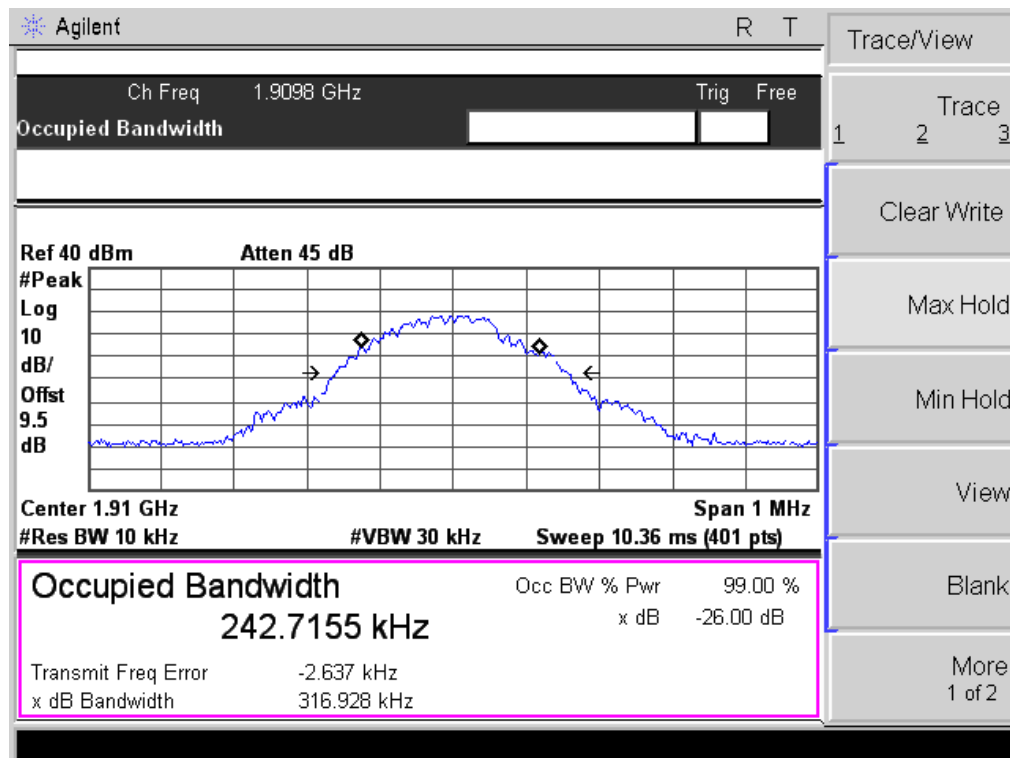 Agilent R T
Trace/View
Ch Freq 1.9098 GHz Trig Free
Occupied Bandwidth
Trace
1 2 3
Clear Write
Max Hold
Min Hold
View
Blank
More
1 of 2
Ref 40 dBm Atten 45 dB
#Peak
Log
10
dB/
Offst
9.5
dB
Center 1.91 GHz Span 1 MHz
#Res BW 10 kHz #VBW 30 kHz Sweep 10.36 ms (401 pts)
Occupied Bandwidth Occ BW % Pwr 99.00 %
242.7155 kHz x dB -26.00 dB
Transmit Freq Error -2.637 kHz
x dB Bandwidth 316.928 kHz